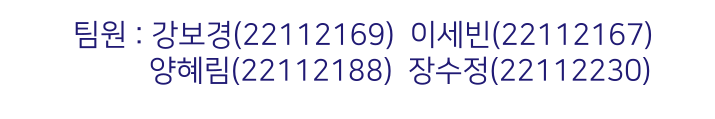 팀원 : 강보경(22112169) 이세빈(22112167)
양혜림(22112188) 장수정(22112230)